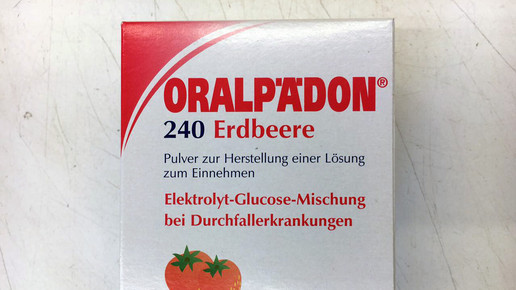 ORALPÄDON®
240 Erdbeere
Pulver zur Herstellung einer Lösung
zum Einnehmen
Elektrolyt-Glucose-Mischung
bei Durchfallerkrankungen